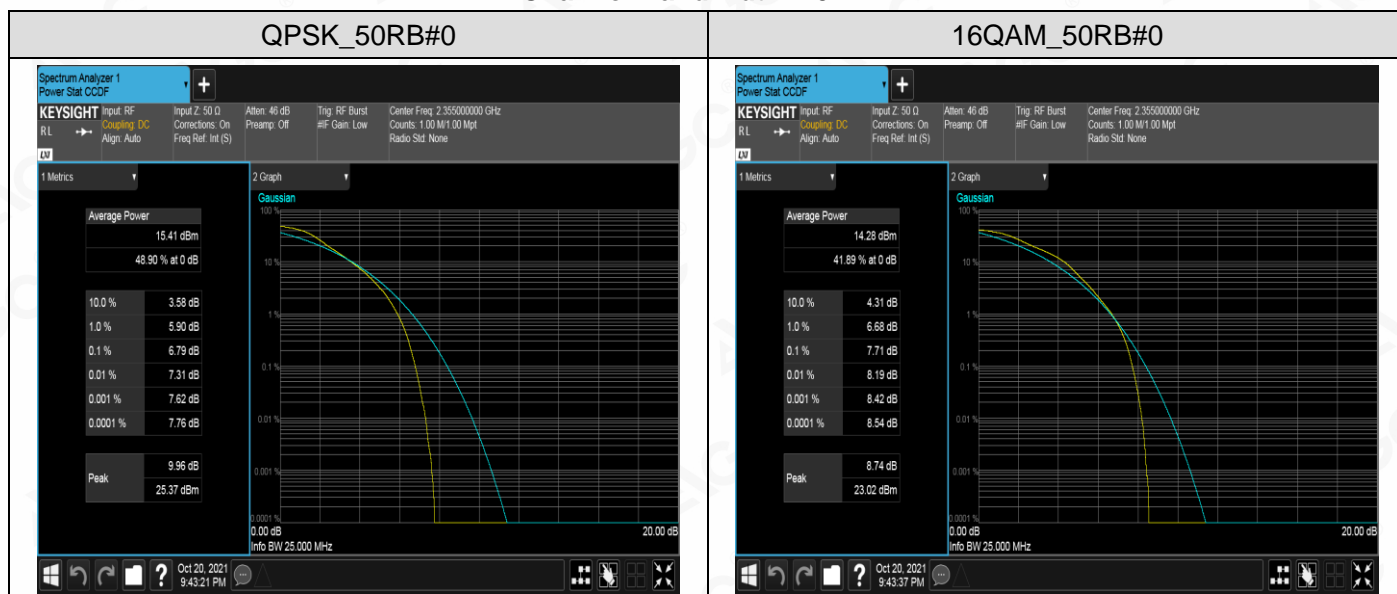 QPSK_50RB#0
16QAM_50RB#0
Spectrum Analyzer 1
Power Stat CCDF
+
KEYSIGHT
RL
LXI
Input: RF
Coupling: DC
Align: Auto
Input Z: 50 Ω
Corrections: On
Freq Ref: Int (S)
Atten: 46 dB
Preamp: Off
Trig: RF Burst
#IF Gain: Low
Center Freq: 2.355000000 GHz
Counts: 1.00 M/1.00 Mpt
Radio Std: None
1 Metrics
Average Power
15.41 dBm
48.90 % at 0 dB
10.0 % 3.58 dB
1.0 % 5.90 dB
0.1 % 6.79 dB
0.01 % 7.31 dB
0.001 % 7.62 dB
0.0001 % 7.76 dB
Peak
9.96 dB
25.37 dBm
2 Graph
Gaussian
100 %
10 %
1 %
0.1 %
0.01 %
0.001 %
0.0001 %
0.00 dB 20.00 dB
Info BW 25.000 MHz
?
Oct 20, 2021
9:43:21 PM
Spectrum Analyzer 1
Power Stat CCDF
+
KEYSIGHT
RL
LXI
Input: RF
Coupling: DC
Align: Auto
Input Z: 50 Ω
Corrections: On
Freq Ref: Int (S)
Atten: 46 dB
Preamp: Off
Trig: RF Burst
#IF Gain: Low
Center Freq: 2.355000000 GHz
Counts: 1.00 M/1.00 Mpt
Radio Std: None
1 Metrics
Average Power
14.28 dBm
41.89 % at 0 dB
10.0 % 4.31 dB
1.0 % 6.68 dB
0.1 % 7.71 dB
0.01 % 8.19 dB
0.001 % 8.42 dB
0.0001 % 8.54 dB
Peak
8.74 dB
23.02 dBm
2 Graph
Gaussian
100 %
10 %
1 %
0.1 %
0.01 %
0.001 %
0.0001 %
0.00 dB 20.00 dB
Info BW 25.000 MHz
?
Oct 20, 2021
9:43:37 PM